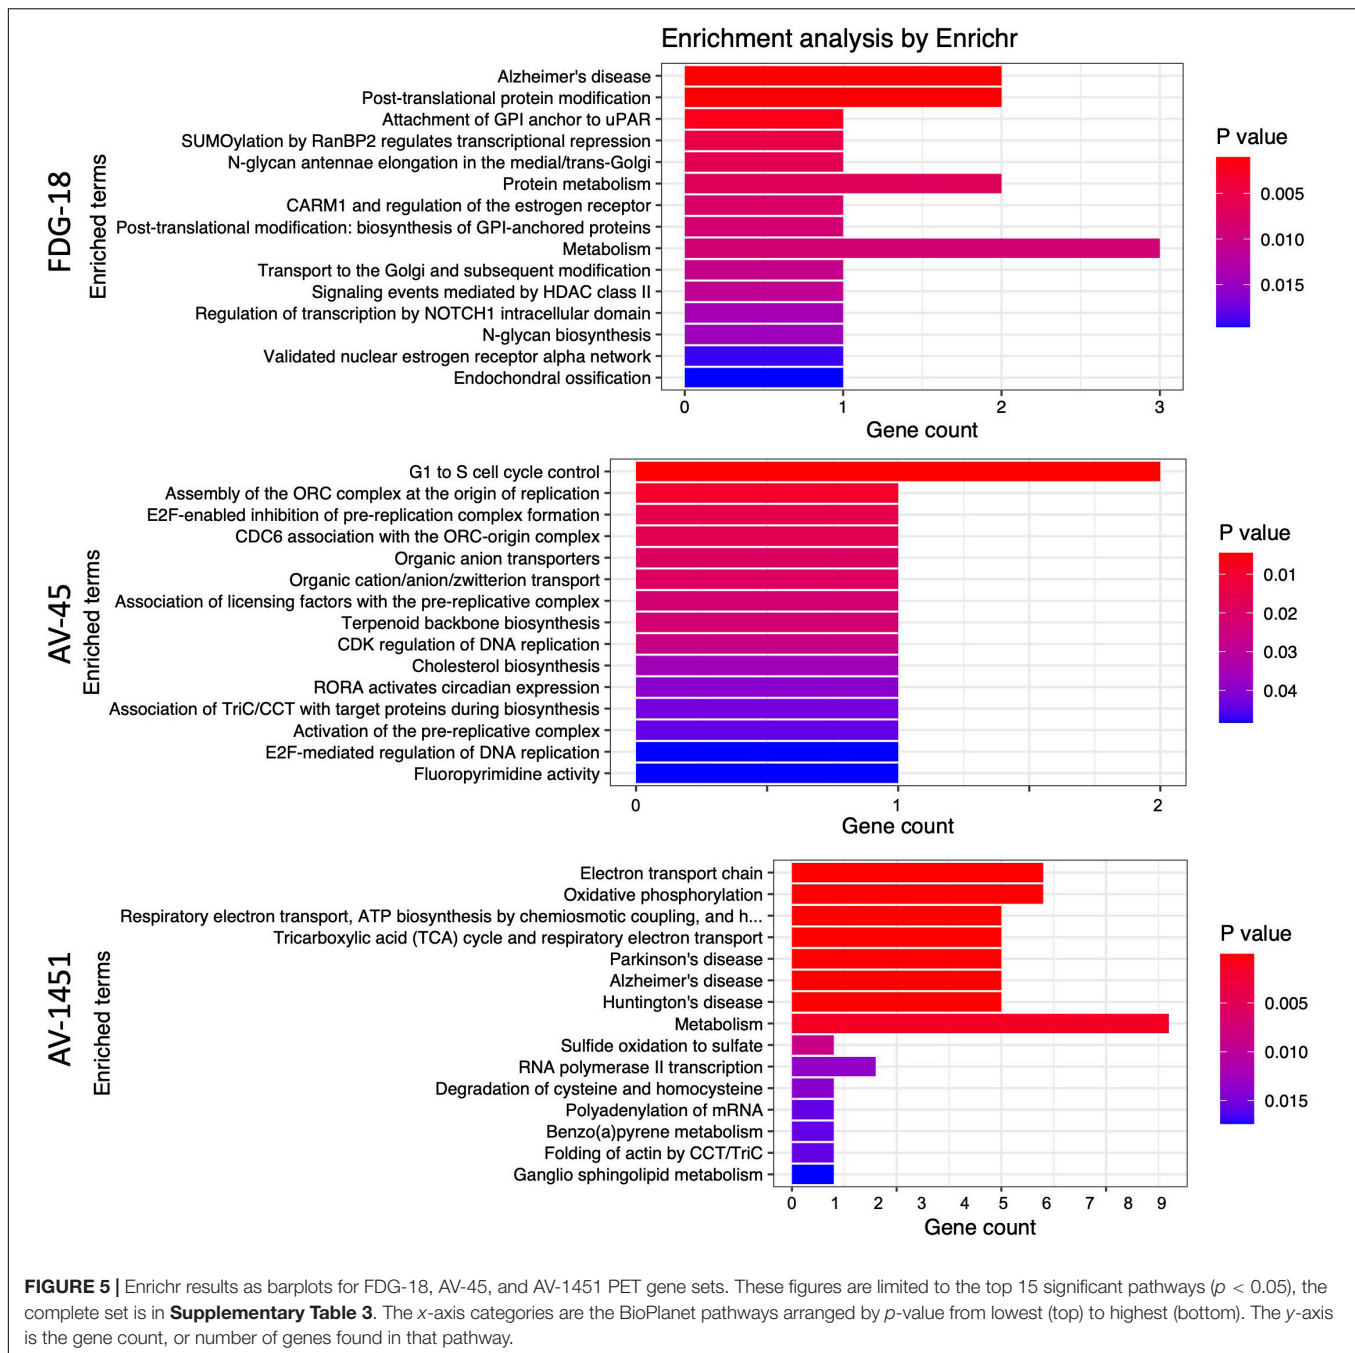 Enrichment analysis by Enrichr
FDG-18
Enriched terms
Alzheimer's disease
Post-translational protein modification
Attachment of GPI anchor to uPAR
SUMOylation by RanBP2 regulates transcriptional repression
N-glycan antennae elongation in the medial/trans-Golgi
Protein metabolism
CARM1 and regulation of the estrogen receptor
Post-translational modification: biosynthesis of GPI-anchored proteins
Metabolism
Transport to the Golgi and subsequent modification
Signaling events mediated by HDAC class II
Regulation of transcription by NOTCH1 intracellular domain
N-glycan biosynthesis
Validated nuclear estrogen receptor alpha network
Endochondral ossification
0 1 2 3
Gene count
P value
0.005
0.010
0.015
AV-45
Enriched terms
G1 to S cell cycle control
Assembly of the ORC complex at the origin of replication
E2F-enabled inhibition of pre-replication complex formation
CDC6 association with the ORC-origin complex
Organic anion transporters
Organic cation/anion/zwitterion transport
Association of licensing factors with the pre-replicative complex
Terpenoid backbone biosynthesis
CDK regulation of DNA replication
Cholesterol biosynthesis
RORA activates circadian expression
Association of TriC/CCT with target proteins during biosynthesis
Activation of the pre-replicative complex
E2F-mediated regulation of DNA replication
Fluoropyrimidine activity
0 1 2
Gene count
P value
0.01
0.02
0.03
0.04
AV-1451
Enriched terms
Electron transport chain
Oxidative phosphorylation
Respiratory electron transport, ATP biosynthesis by chemiosmotic coupling, and h...
Tricarboxylic acid (TCA) cycle and respiratory electron transport
Parkinson's disease
Alzheimer's disease
Huntington's disease
Metabolism
Sulfide oxidation to sulfate
RNA polymerase II transcription
Degradation of cysteine and homocysteine
Polyadenylation of mRNA
Benzo(a)pyrene metabolism
Folding of actin by CCT/TriC
Ganglio sphingolipid metabolism
0 1 2 3 4 5 6 7 8 9
Gene count
P value
0.005
0.010
0.015
FIGURE 5 | Enrichr results as barplots for FDG-18, AV-45, and AV-1451 PET gene sets. These figures are limited to the top 15 significant pathways (p < 0.05), the
complete set is in Supplementary Table 3. The x-axis categories are the BioPlanet pathways arranged by p-value from lowest (top) to highest (bottom). The y-axis
is the gene count, or number of genes found in that pathway.